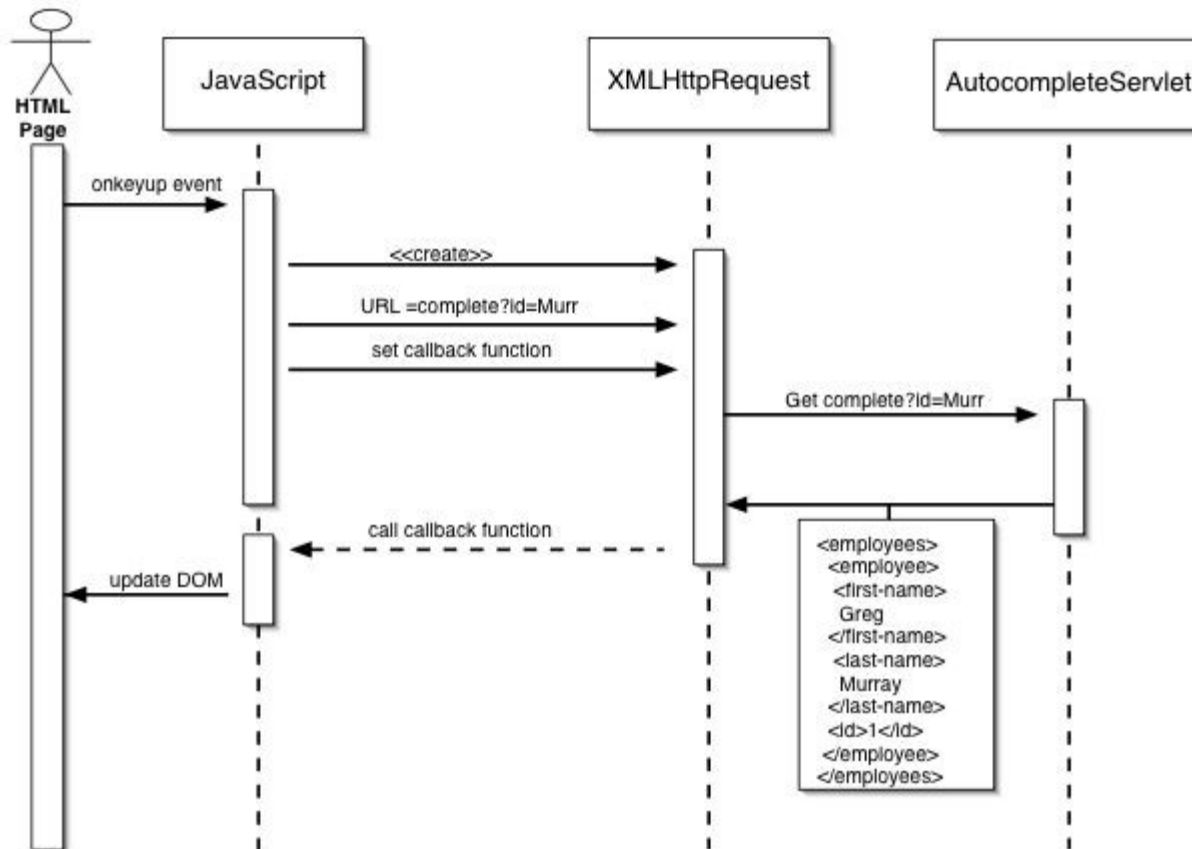 HTML
Page
JavaScript
XMLHttpRequest
AutocompleteServlet
onkeyup event
<<create>>
URL =complete?id=Murr
set callback function
Get complete?id=Murr
call callback function
update DOM
<employees>
<employee>
<first-name>
Greg
</first-name>
<last-name>
Murray
</last-name>
<id>1</id>
</employee>
</employees>